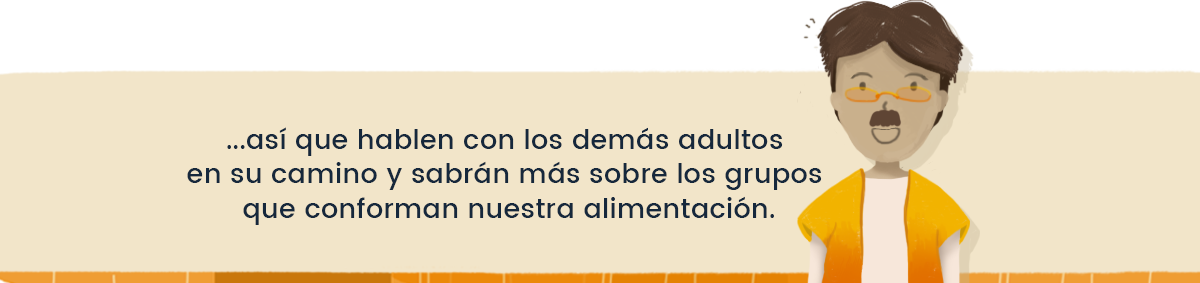 ...así que hablen con los demás adultos
en su camino y sabrán más sobre los grupos
que conforman nuestra alimentación.